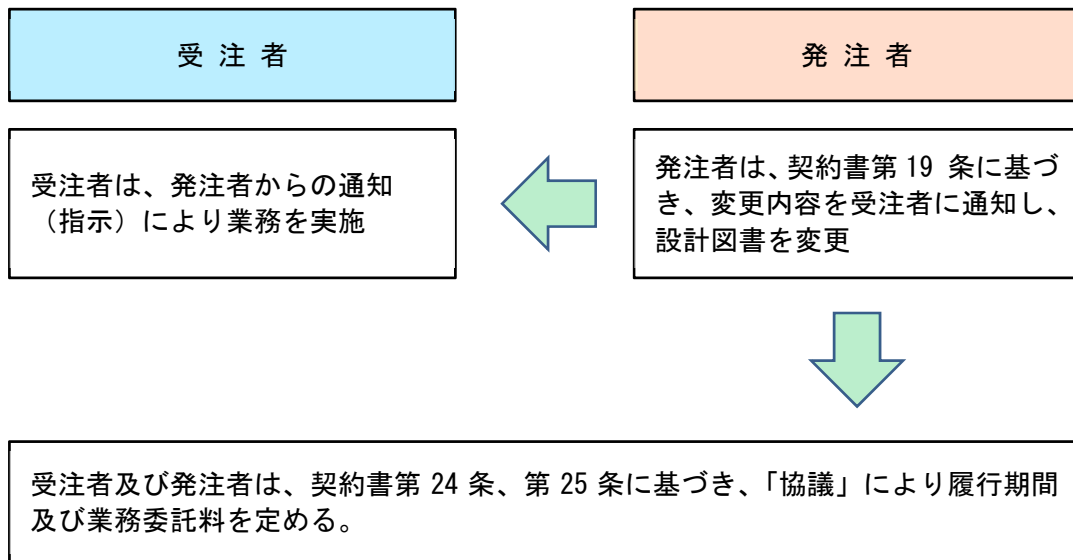 受 注 者
発 注 者
受注者は、発注者からの通知
（指示）により業務を実施
発注者は、契約書第 19 条に基づ
き、変更内容を受注者に通知し、
設計図書を変更
受注者及び発注者は、契約書第 24 条、第 25 条に基づき、「協議」により履行期間
及び業務委託料を定める。